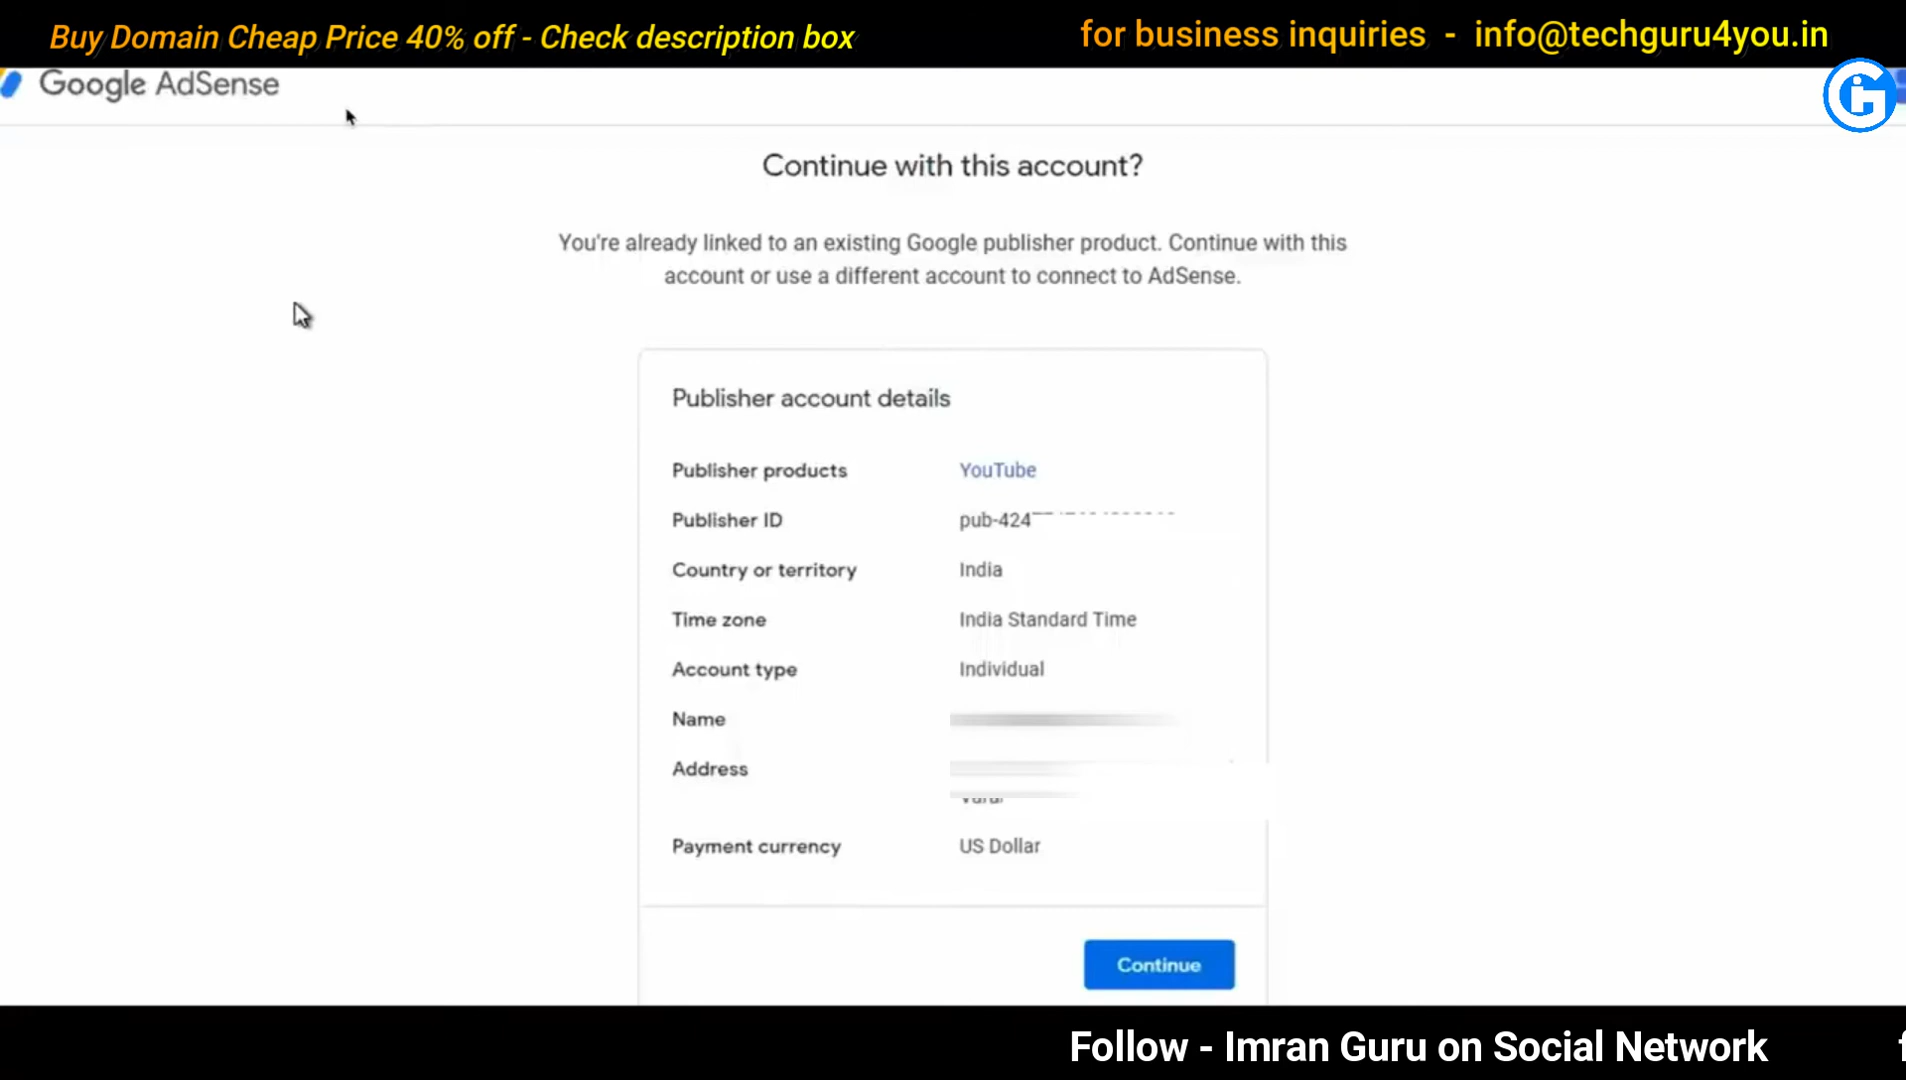 Buy Domain Cheap Price 40% off - Check description box
for business inquiries - info@techguru4you.in
Google AdSense
Continue with this account?
You're already linked to an existing Google publisher product. Continue with this
account or use a different account to connect to AdSense.
Publisher account details
Publisher products YouTube
Publisher ID pub-424
Country or territory India
Time zone India Standard Time
Account type Individual
Name
Address
Payment currency US Dollar
Continue
Follow - Imran Guru on Social Network